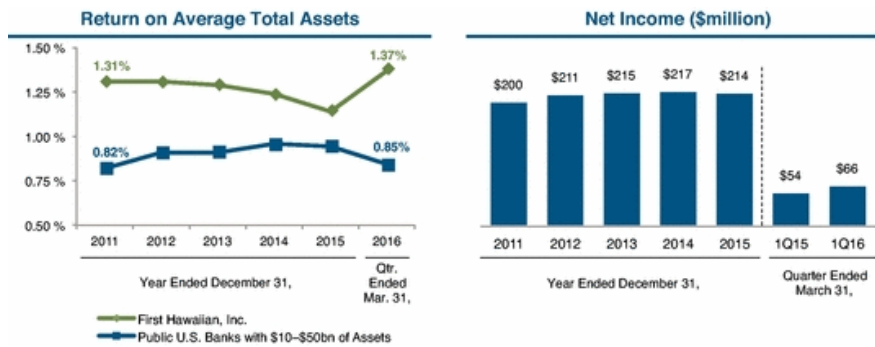 Return on Average Total Assets
1.50 %
1.25 %
1.00 %
0.75 %
0.50 %
1.31%
1.37%
0.82%
0.85%
2011 2012 2013 2014 2015 2016
Year Ended December 31,
Qtr.
Ended
Mar. 31,
First Hawaiian, Inc.
Public U.S. Banks with $10–$50bn of Assets
Net Income ($million)
$200 $211 $215 $217 $214 $54 $66
2011 2012 2013 2014 2015 1Q15 1Q16
Year Ended December 31,
Quarter Ended
March 31,